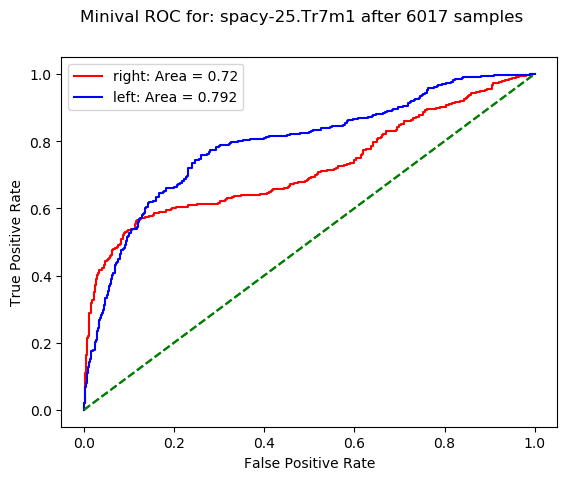 Minival ROC for: spacy-25.Tr7m1 after 6017 samples
right: Area = 0.72
left: Area = 0.792
1.0
0.8
0.6
0.4
0.2
0.0
True Positive Rate
0.0 0.2 0.4 0.6 0.8 1.0
False Positive Rate